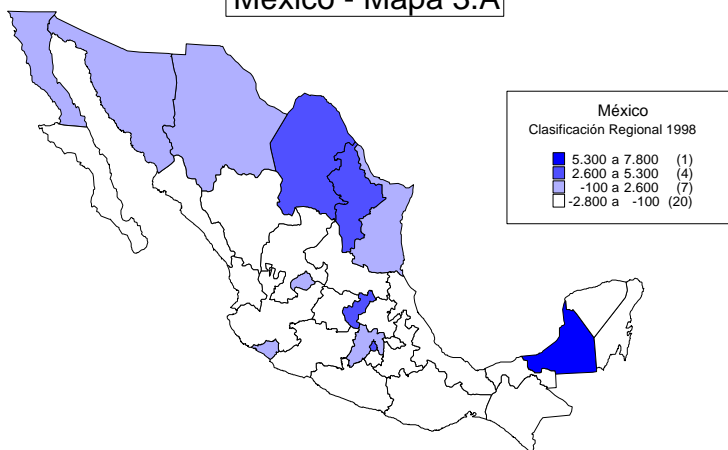 México - Mapa 3.A
México
Clasificación Regional 1998
5.300 a 7.800 (1)
2.600 a 5.300 (4)
-100 a 2.600 (7)
-2.800 a -100 (20)